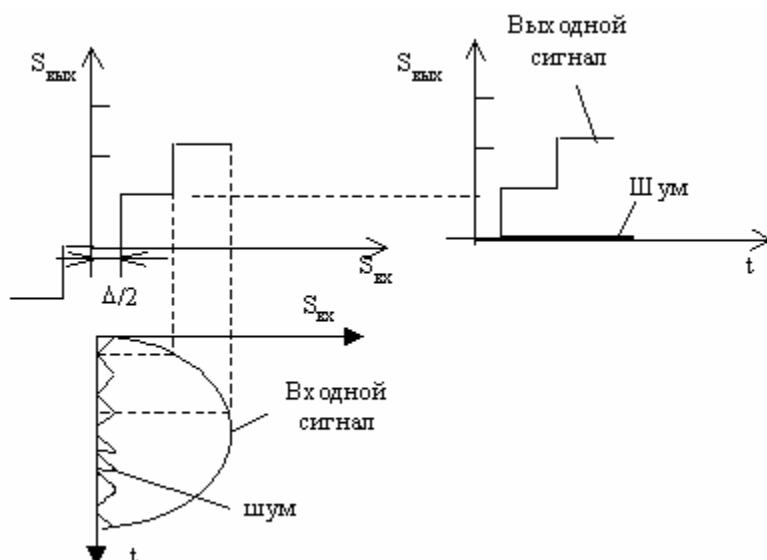 Выходной
сигнал
Sвых
Sвых
Шум
Sвх
t
Δ/2
Sвх
Входной
сигнал
шум
t